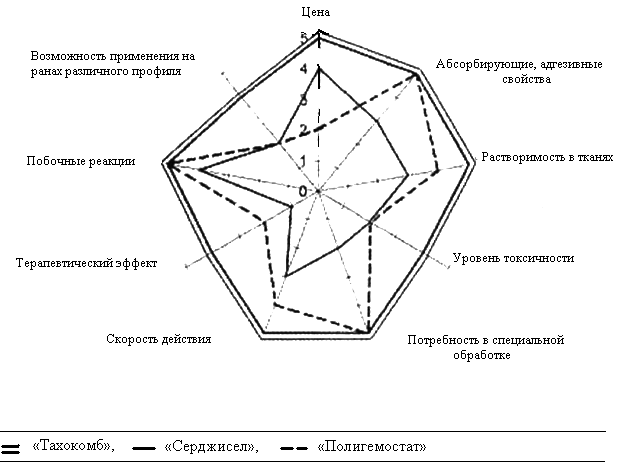 Цена
5
Возможность применения на
ранах различного профиля
4
Абсорбирующие, адгезивные
свойства
3
2
Побочные реакции
1
Растворимость в тканях
0
Терапевтический эффект
Уровень токсичности
Скорость действия
Потребность в специальной
обработке
«Тахокомб», «Серджисел», «Полигемостат»